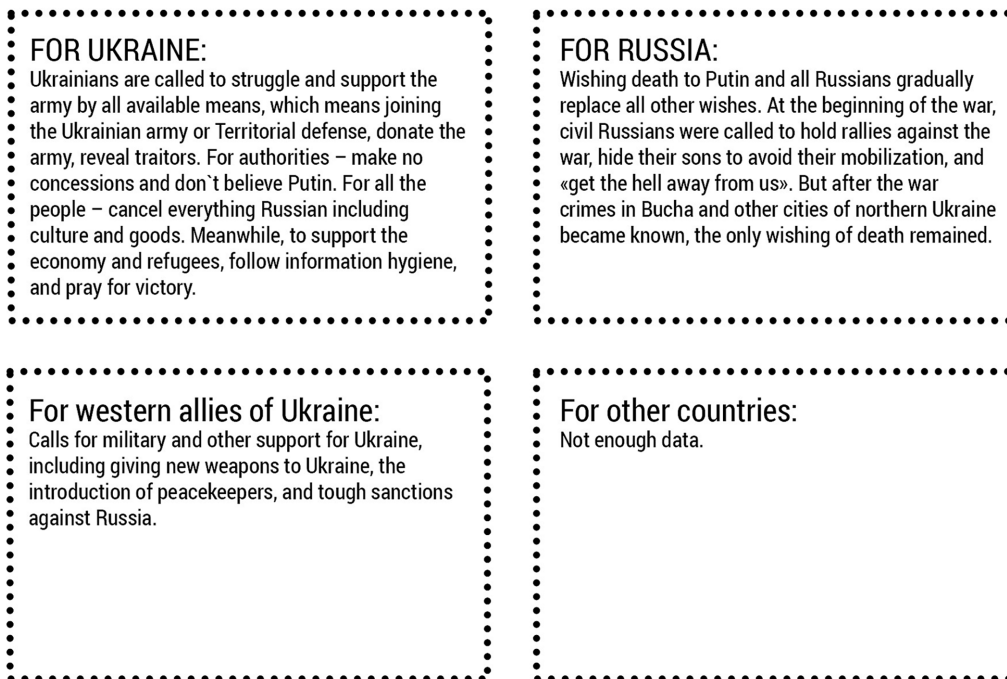 FOR UKRAINE:
Ukrainians are called to struggle and support the
army by all available means, which means joining
the Ukrainian army or Territorial defense, donate the
army, reveal traitors. For authorities – make no
concessions and don`t believe Putin. For all the
people – cancel everything Russian including
culture and goods. Meanwhile, to support the
economy and refugees, follow information hygiene,
and pray for victory.
FOR RUSSIA:
Wishing death to Putin and all Russians gradually
replace all other wishes. At the beginning of the war,
civil Russians were called to hold rallies against the
war, hide their sons to avoid their mobilization, and
«get the hell away from us». But after the war
crimes in Bucha and other cities of northern Ukraine
became known, the only wishing of death remained.
For western allies of Ukraine:
Calls for military and other support for Ukraine,
including giving new weapons to Ukraine, the
introduction of peacekeepers, and tough sanctions
against Russia.
For other countries:
Not enough data.